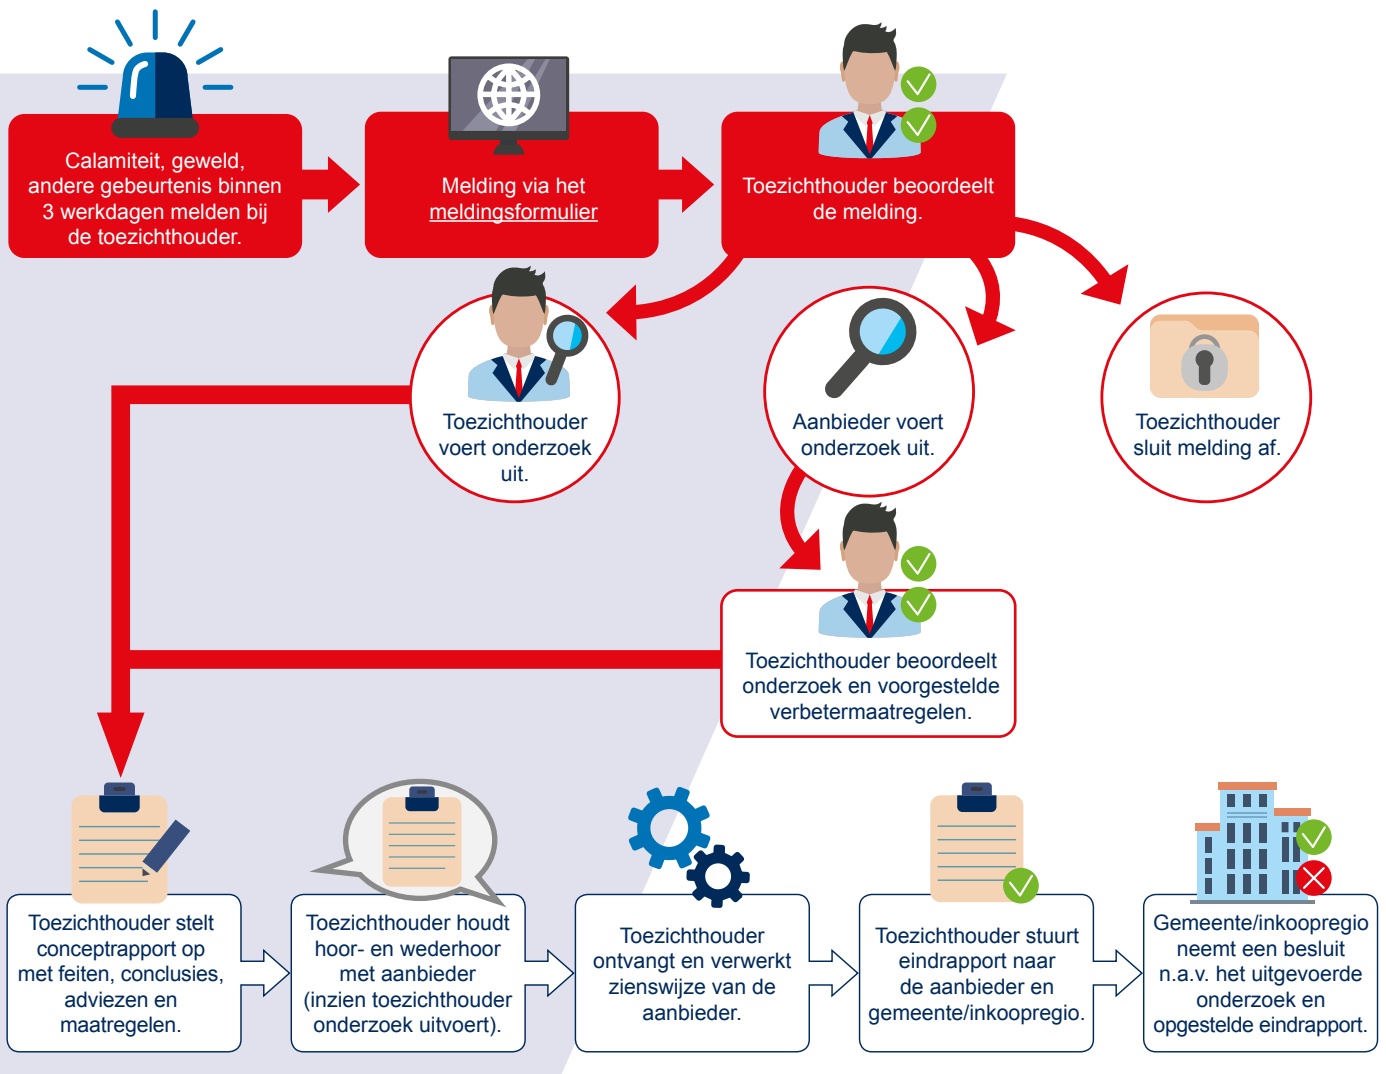 Calamiteit, geweld,
andere gebeurtenis binnen
3 werkdagen melden bij
de toezichthouder.
Melding via het
meldingsformulier
Toezichthouder beoordeelt
de melding.
Toezichthouder
voert onderzoek
uit.
Aanbieder voert
onderzoek uit.
Toezichthouder
sluit melding af.
Toezichthouder beoordeelt
onderzoek en voorgestelde
verbetermaatregelen.
Toezichthouder stelt
conceptrapport op
met feiten, conclusies,
adviezen en
maatregelen.
Toezichthouder houdt
hoor- en wederhoor
met aanbieder
(inzien toezichthouder
onderzoek uitvoert).
Toezichthouder
ontvangt en verwerkt
zienswijze van de
aanbieder.
Toezichthouder stuurt
eindrapport naar
de aanbieder en
gemeente/inkoopregio.
Gemeente/inkoopregio
neemt een besluit
n.a.v. het uitgevoerde
onderzoek en
opgestelde eindrapport.